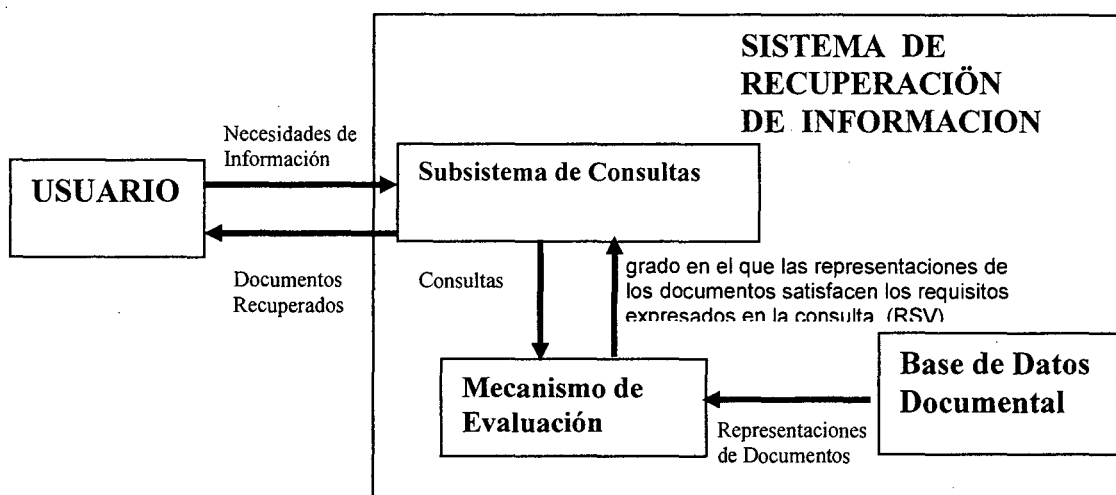 SISTEMA DE
RECUPERACIÖN
DE INFORMACION
Necesidades de
Información
USUARIO
Subsistema de Consultas
Documentos
Recuperados
Consultas
grado en el que las representaciones de
los documentos satisfacen los requisitos
expresados en la consulta (RSV)
Mecanismo de
Evaluación
Base de Datos
Documental
Representaciones
de Documentos